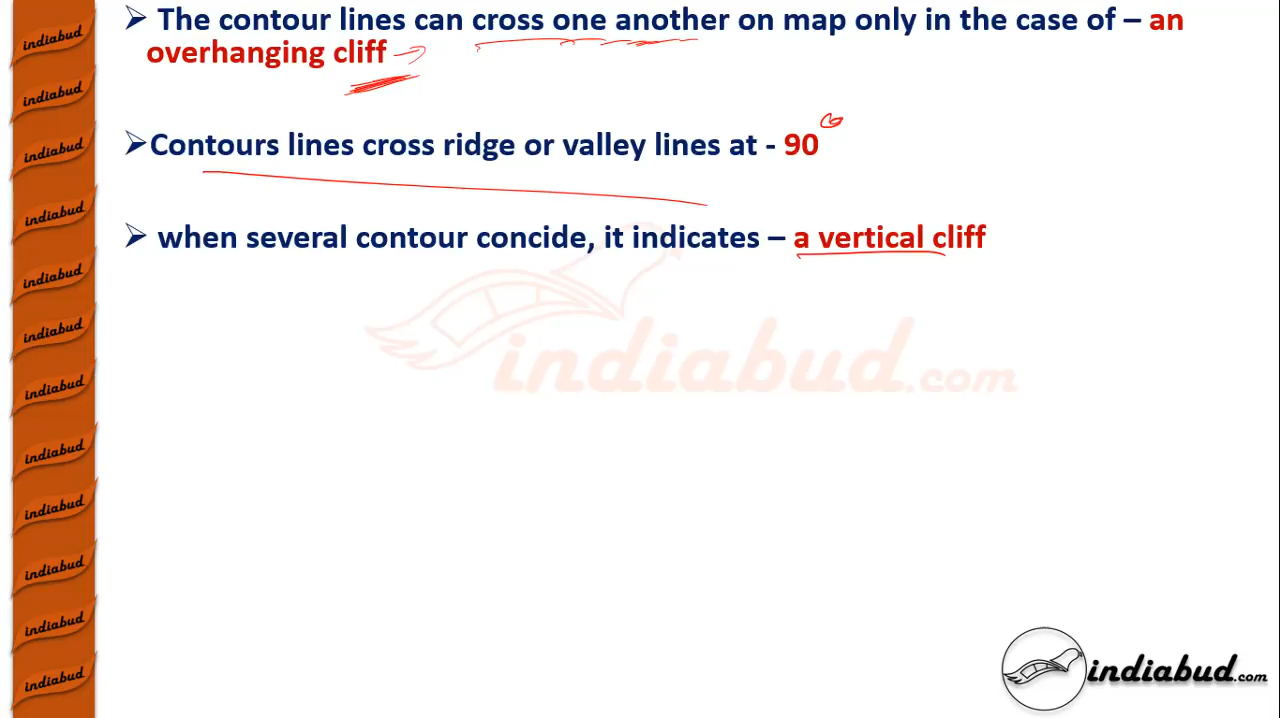 ➢ The contour lines can cross one another on map only in the case of – an
overhanging cliff
➢Contours lines cross ridge or valley lines at - 90°
➢ when several contour concide, it indicates – a vertical cliff
indiabud.com
indiabud
indiabud
indiabud
indiabud
indiabud
indiabud
indiabud
indiabud
indiabud
indiabud
indiabud
indiabud
indiabud.com